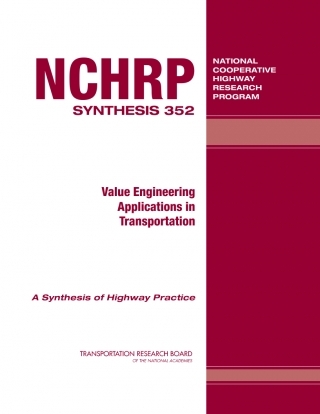 NCHRP
SYNTHESIS 352
NATIONAL
COOPERATIVE
HIGHWAY
RESEARCH
PROGRAM
Value Engineering
Applications in
Transportation
A Synthesis of Highway Practice
TRANSPORTATION RESEARCH BOARD
OF THE NATIONAL ACADEMIES